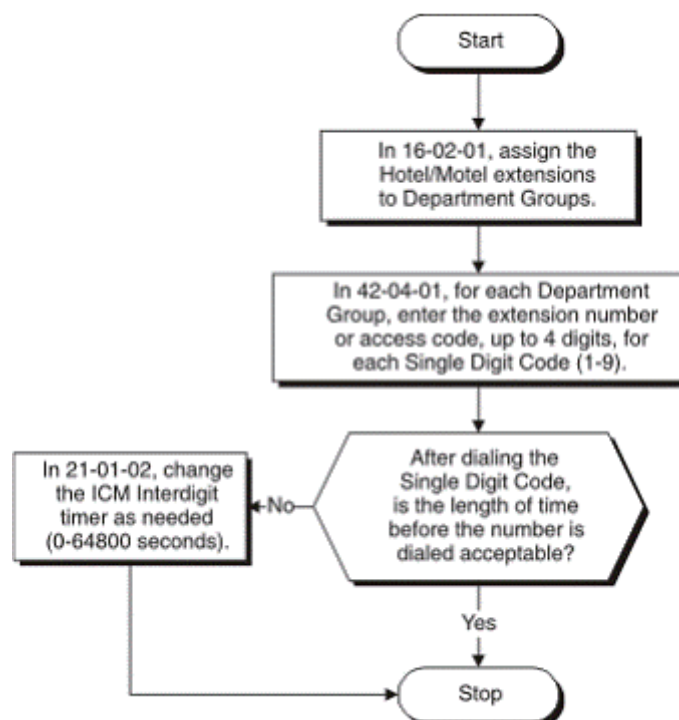 Start
In 16-02-01, assign the
Hotel/Motel extensions
to Department Groups.
In 42-04-01, for each Department
Group, enter the extension number
or access code, up to 4 digits, for
each Single Digit Code (1-9).
After dialing the
Single Digit Code,
is the length of time
before the number is
dialed acceptable?
No
In 21-01-02, change
the ICM Interdigit
timer as needed
(0-64800 seconds).
Yes
Stop